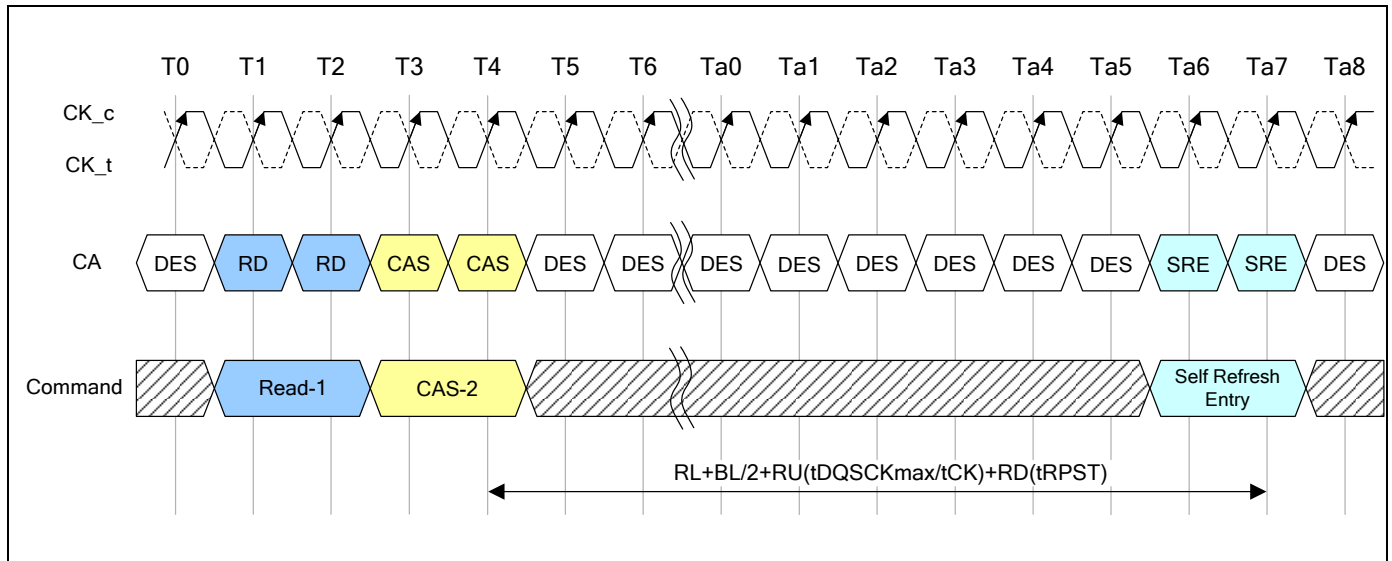 T0 T1 T2 T3 T4 T5 T6 Ta0 Ta1 Ta2 Ta3 Ta4 Ta5 Ta6 Ta7 Ta8
CK_c
CK_t
CA DES RD RD CAS CAS DES DES DES DES DES DES DES DES SRE SRE DES
Command Read-1 CAS-2 Self Refresh
Entry
RL+BL/2+RU(tDQSCKmax/tCK)+RD(tRPST)